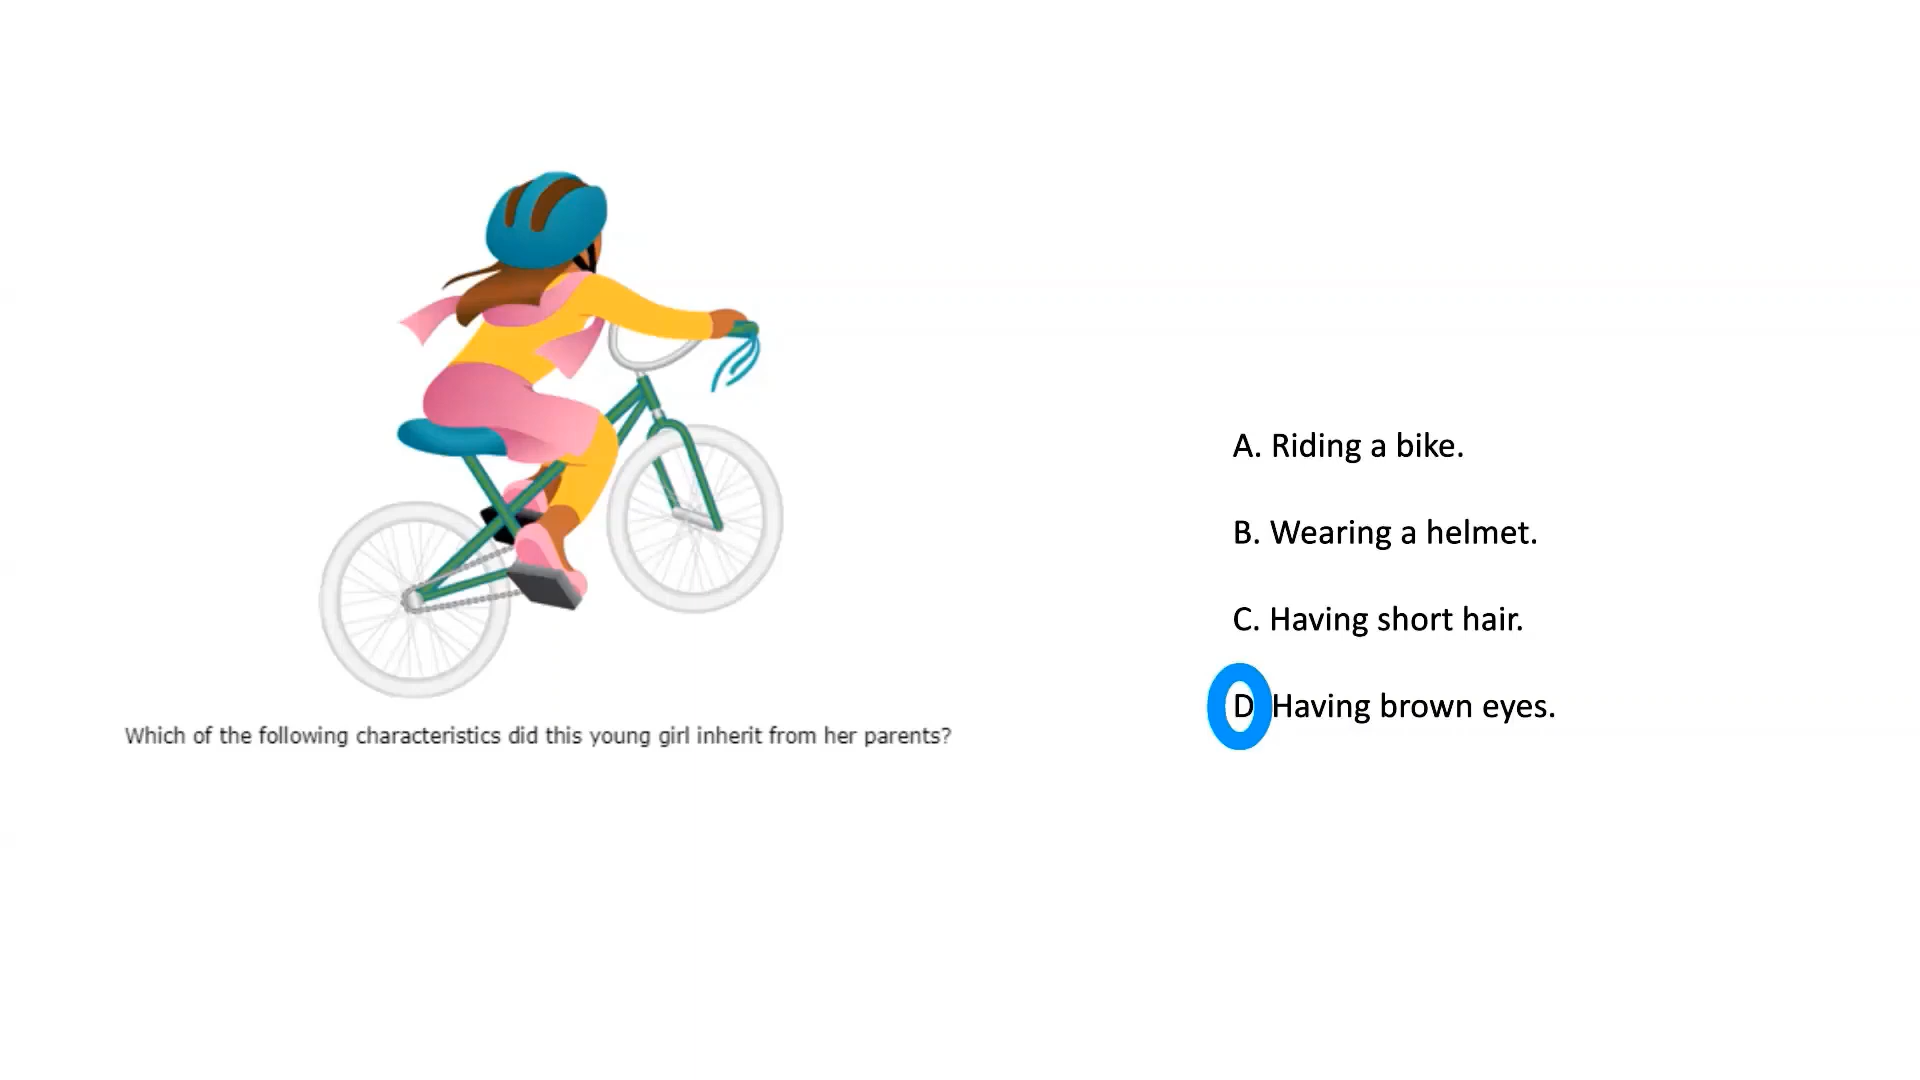 Which of the following characteristics did this young girl inherit from her parents?
A. Riding a bike.
B. Wearing a helmet.
C. Having short hair.
D. Having brown eyes.